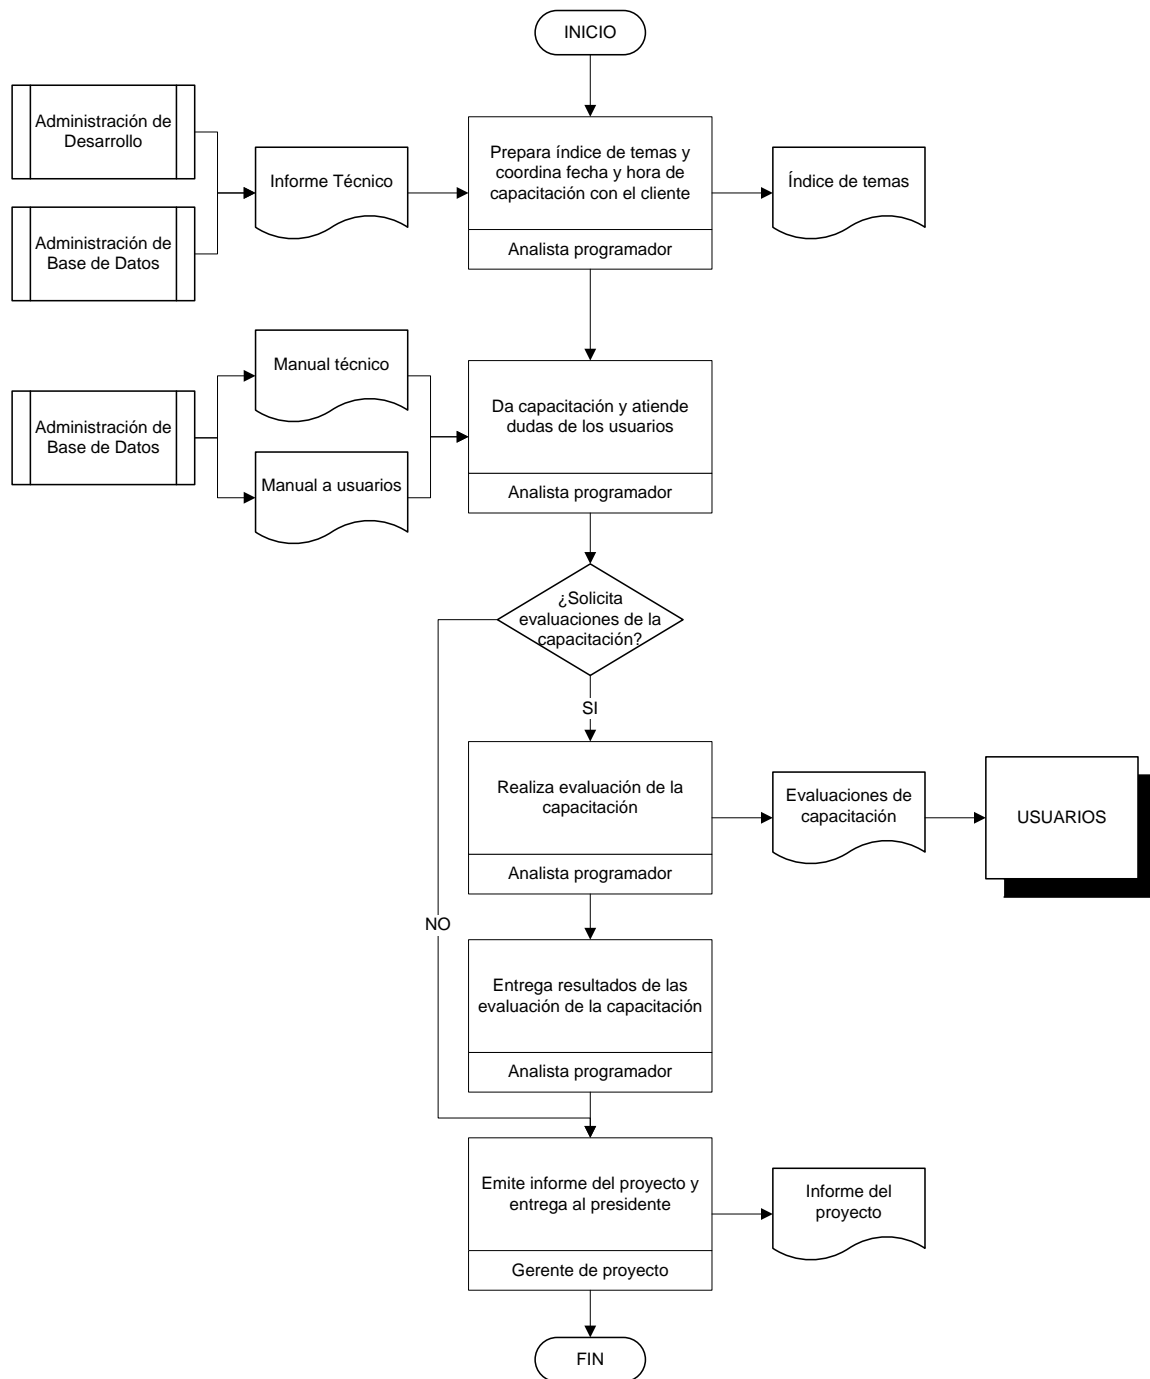 INICIO
Administración de
Desarrollo
Informe Técnico
Prepara índice de temas y
coordina fecha y hora de
capacitación con el cliente
Analista programador
Índice de temas
Administración de
Base de Datos
Manual técnico
Administración de
Base de Datos
Manual a usuarios
Da capacitación y atiende
dudas de los usuarios
Analista programador
¿Solicita
evaluaciones de la
capacitación?
SI
Realiza evaluación de la
capacitación
Analista programador
Evaluaciones de
capacitación
USUARIOS
NO
Entrega resultados de las
evaluación de la capacitación
Analista programador
Emite informe del proyecto y
entrega al presidente
Gerente de proyecto
Informe del
proyecto
FIN